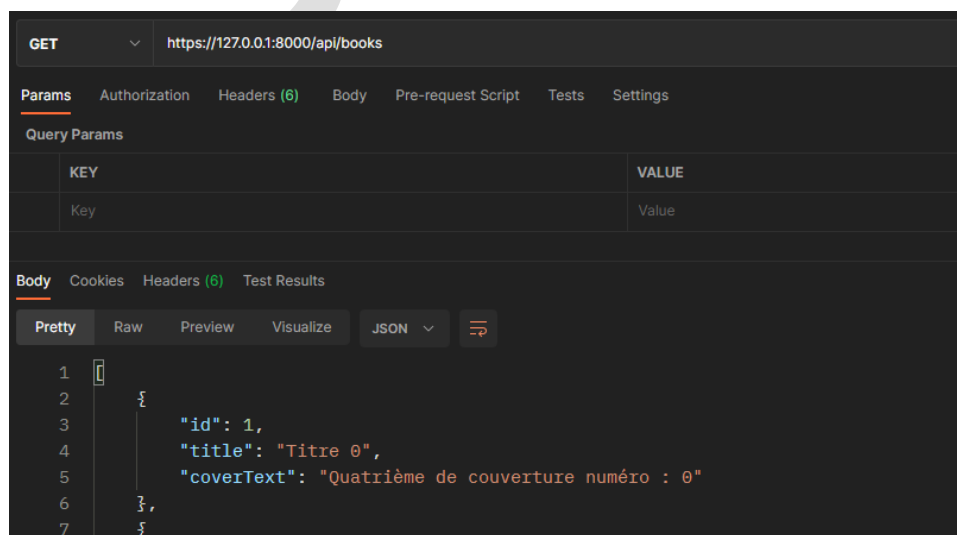 GET https://127.0.0.1:8000/api/books
Params Authorization Headers (6) Body Pre-request Script Tests Settings
Query Params
KEY VALUE
Key Value
Body Cookies Headers (6) Test Results
Pretty Raw Preview Visualize JSON
1 [
2 {
3 "id": 1,
4 "title": "Titre 0",
5 "coverText": "Quatrième de couverture numéro : 0"
6 },
7 {